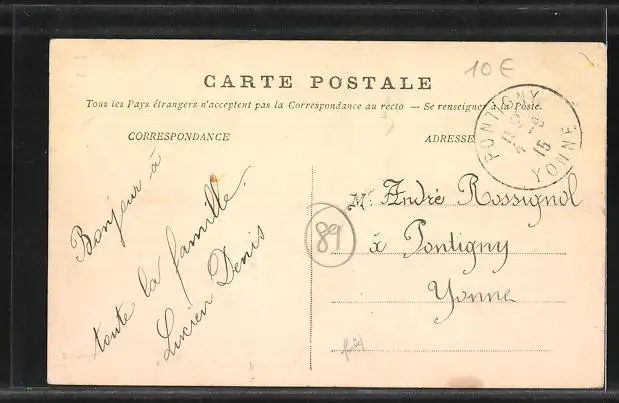 10€
CARTE POSTALE
Tous les Pays étrangers n'acceptent pas la Correspondance au recto — Se renseigner à la Poste.
CORRESPONDANCE
ADRESSE
PONTIGNY
15
YONNE
Bonjour à
toute la famille.
Lucien Denis
89
Mr André Rossignol
à Pontigny
Yonne